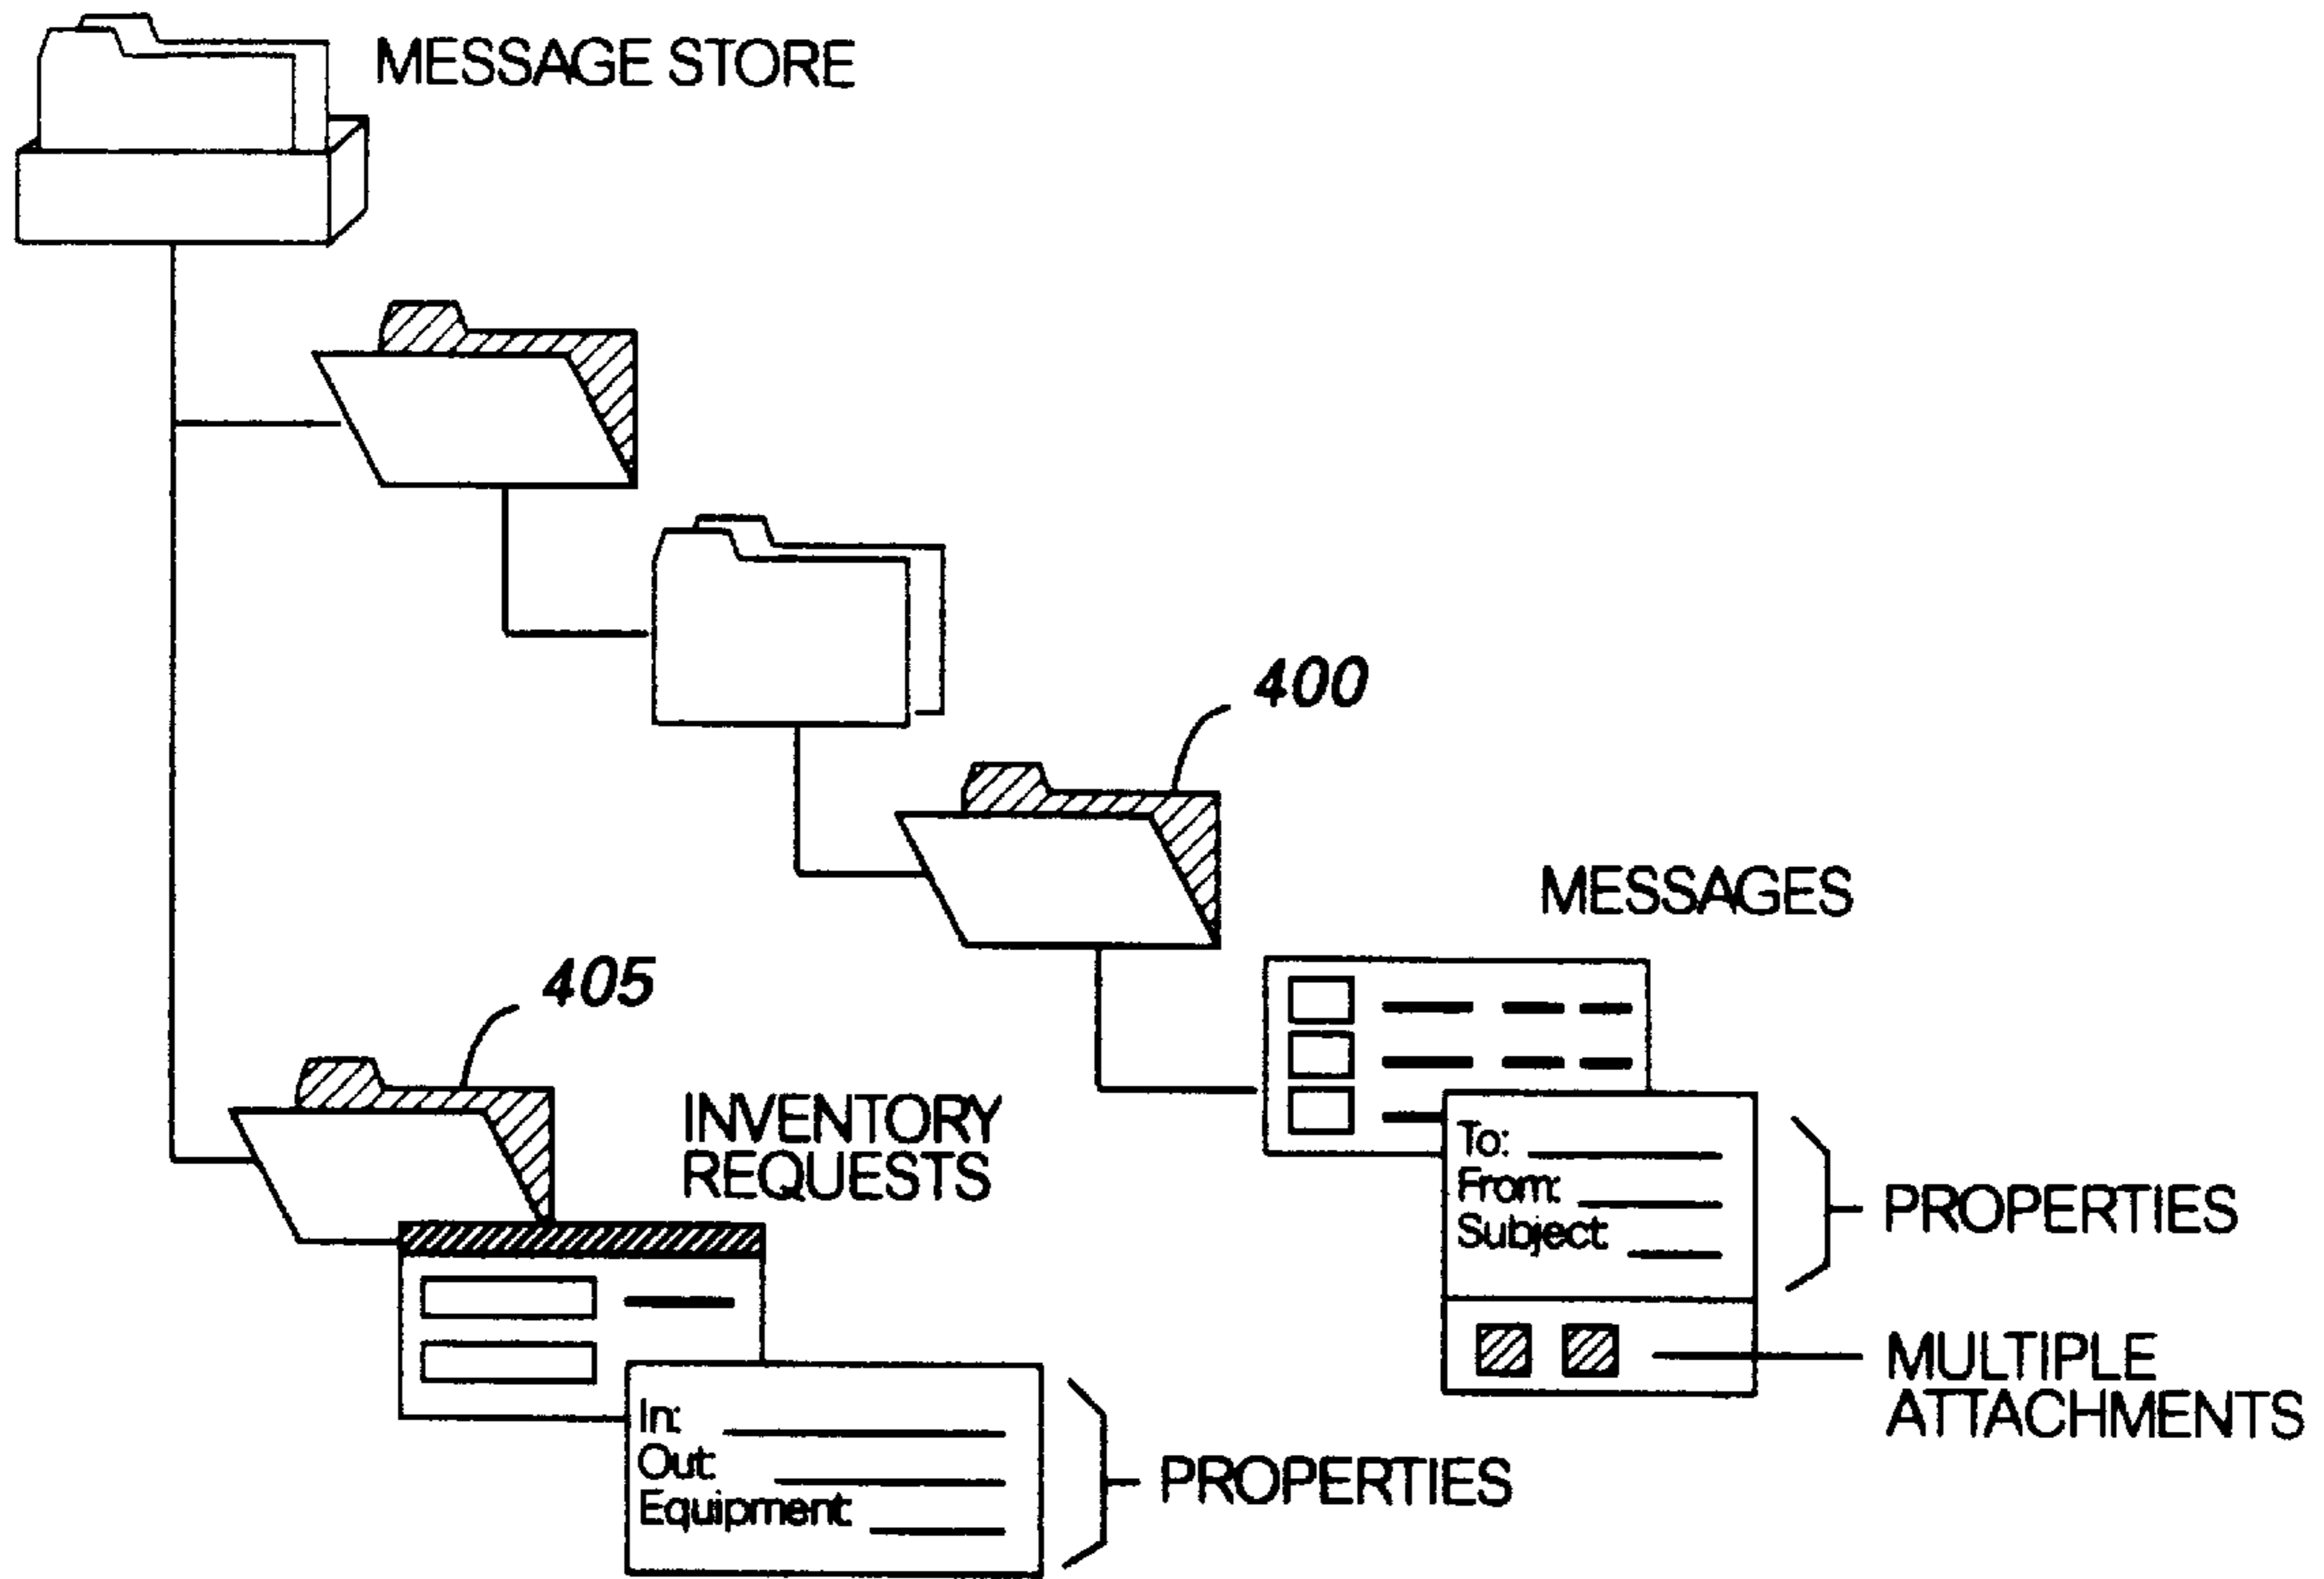 MESSAGE STORE
400
MESSAGES
405
INVENTORY
REQUESTS
To:
From:
Subject:
PROPERTIES
MULTIPLE
ATTACHMENTS
In:
Out:
Equipment:
PROPERTIES